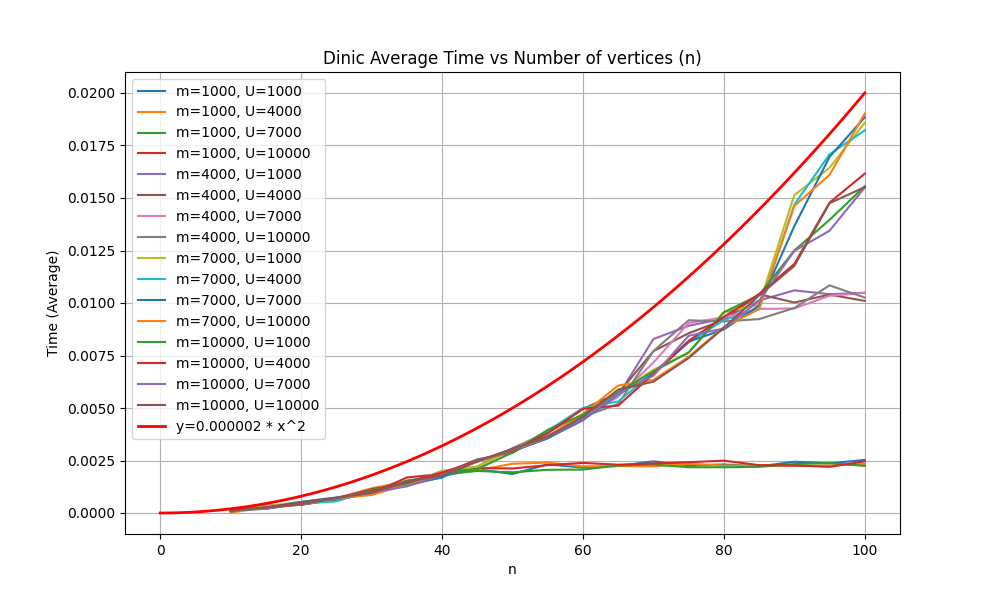 Dinic Average Time vs Number of vertices (n)
Time (Average)
0.0200
0.0175
0.0150
0.0125
0.0100
0.0075
0.0050
0.0025
0.0000
m=1000, U=1000
m=1000, U=4000
m=1000, U=7000
m=1000, U=10000
m=4000, U=1000
m=4000, U=4000
m=4000, U=7000
m=4000, U=10000
m=7000, U=1000
m=7000, U=4000
m=7000, U=7000
m=7000, U=10000
m=10000, U=1000
m=10000, U=4000
m=10000, U=7000
m=10000, U=10000
y=0.000002 * x^2
0 20 40 60 80 100
n